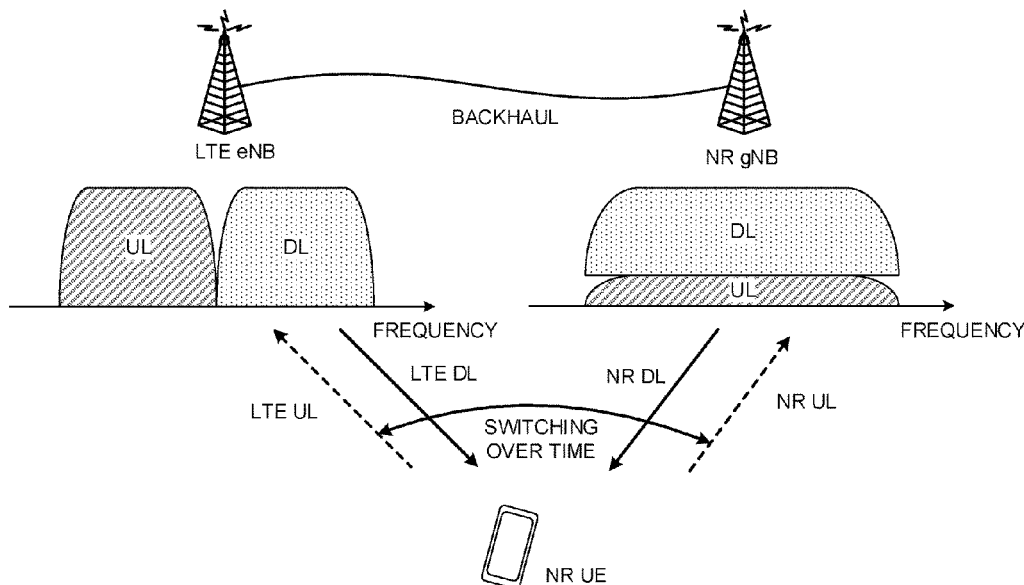 BACKHAUL
LTE eNB
NR gNB
UL
DL
DL
UL
FREQUENCY
FREQUENCY
LTE DL
NR DL
LTE UL
NR UL
SWITCHING
OVER TIME
NR UE